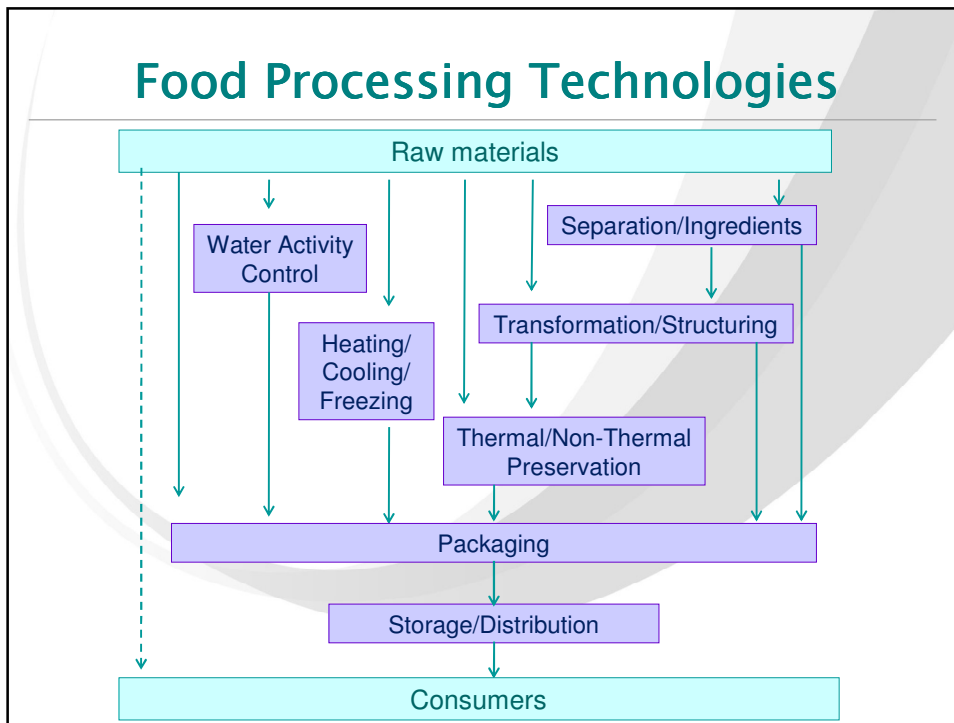 Food Processing Technologies
Raw materials
Separation/Ingredients
Water Activity
Control
Transformation/Structuring
Heating/
Cooling/
Freezing
Thermal/Non-Thermal
Preservation
Packaging
Storage/Distribution
Consumers